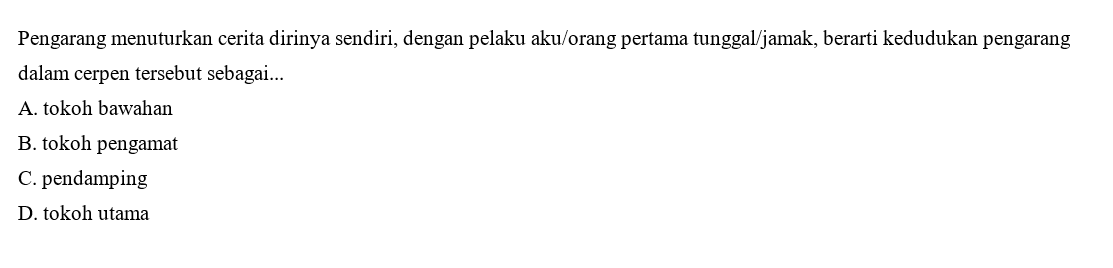 Pengarang menuturkan cerita dirinya sendiri, dengan pelaku aku/orang pertama tunggal/jamak, berarti kedudukan pengarang
dalam cerpen tersebut sebagai...
A. tokoh bawahan
B. tokoh pengamat
C. pendamping
D. tokoh utama